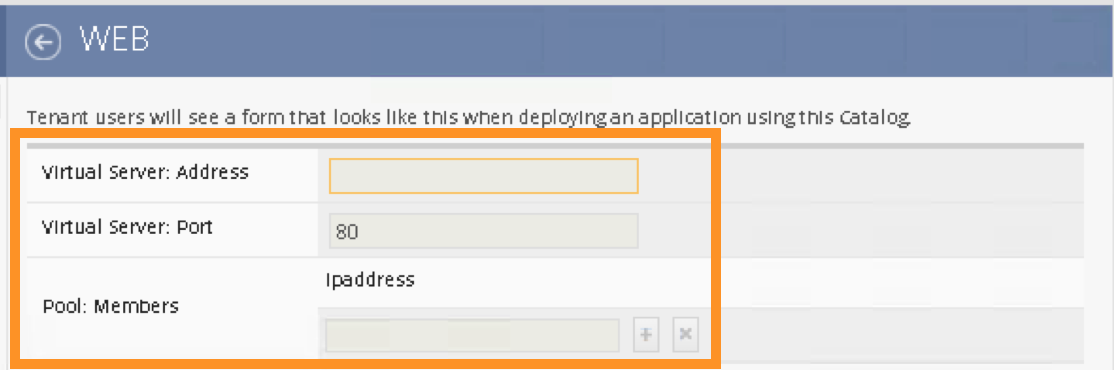 WEB
Tenant users will see a form that looks like this when deploying an application using this Catalog.
Virtual Server: Address
Virtual Server: Port
80
Ipaddress
Pool: Members